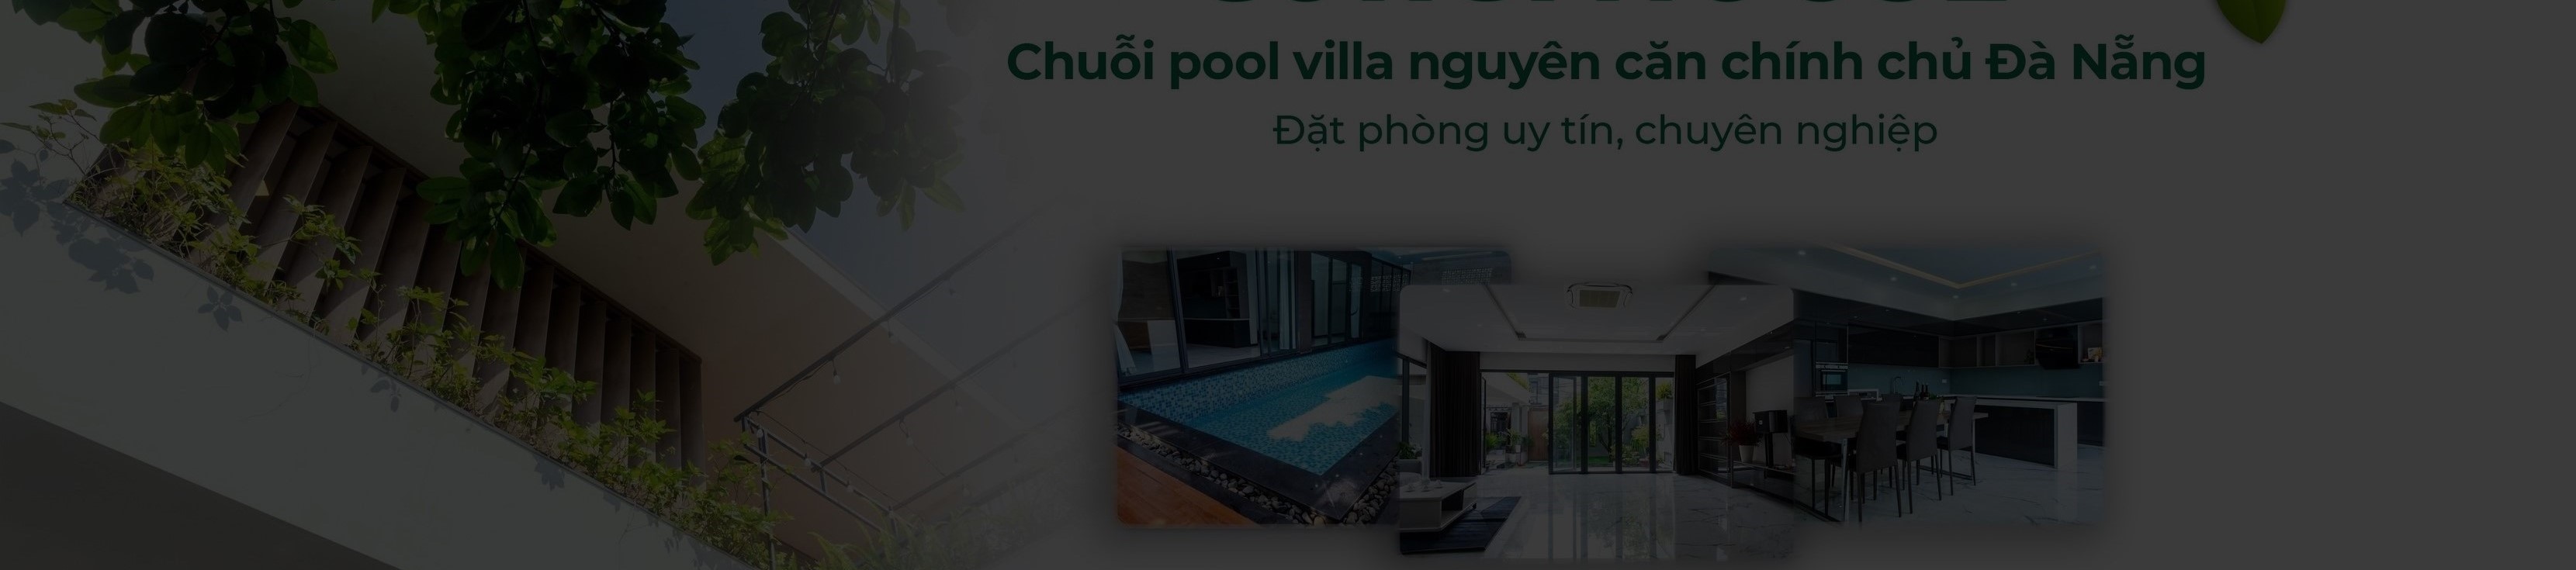 Chuỗi pool villa nguyên căn chính chủ Đà Nẵng
Đặt phòng uy tín, chuyên nghiệp